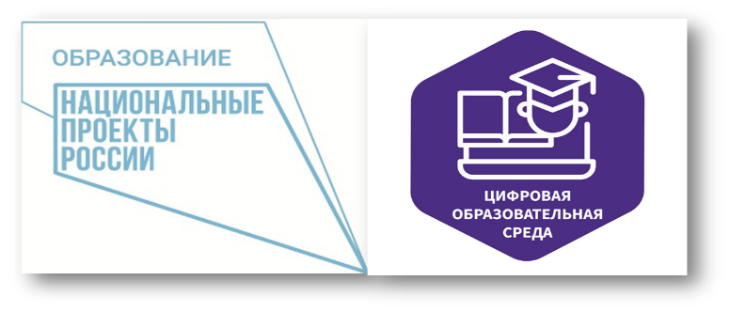 ОБРАЗОВАНИЕ
НАЦИОНАЛЬНЫЕ
ПРОЕКТЫ
РОССИИ
ЦИФРОВАЯ
ОБРАЗОВАТЕЛЬНАЯ
СРЕДА